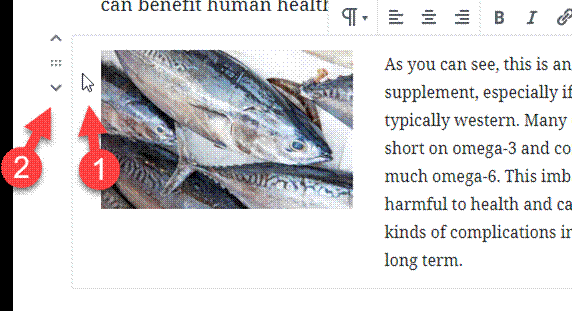 can benefit human health
¶ B I
As you can see, this is an
supplement, especially if
typically western. Many
short on omega-3 and co
much omega-6. This imb
harmful to health and ca
kinds of complications in
long term.
2 1